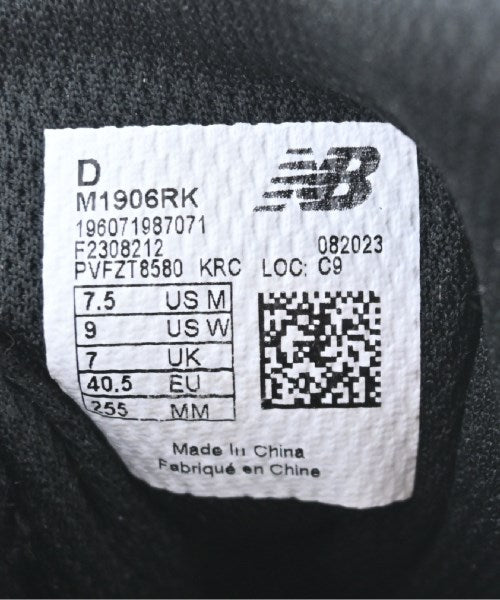 D
NB
M1906RK
196071987071
F2308212 082023
PVFZT8580 KRC LOC: C9
7.5 US M
9 US W
7 UK
40.5 EU
255 MM
Made In China
Fabriqué en Chine